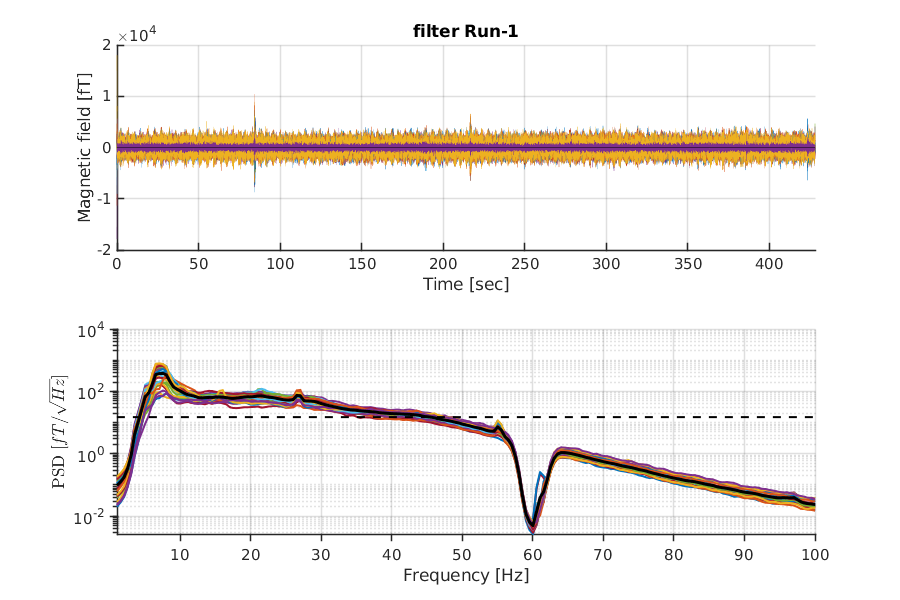 filter Run-1
×10^4
2
1
0
-1
-2
Magnetic field [fT]
0 50 100 150 200 250 300 350 400
Time [sec]
10^4
10^2
10^0
10^-2
PSD [fT/√Hz]
10 20 30 40 50 60 70 80 90 100
Frequency [Hz]